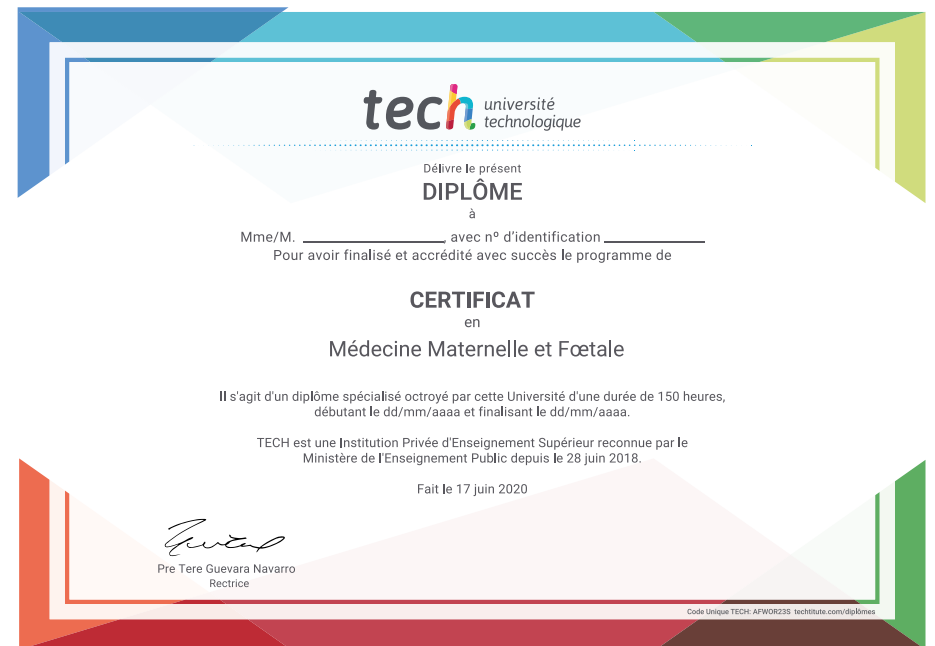 tech université
technologique
Délivre le présent
DIPLÔME
à
Mme/M. ____________________, avec nº d'identification ______________
Pour avoir finalisé et accrédité avec succès le programme de
CERTIFICAT
en
Médecine Maternelle et Fœtale
Il s'agit d'un diplôme spécialisé octroyé par cette Université d'une durée de 150 heures,
débutant le dd/mm/aaaa et finalisant le dd/mm/aaaa.
TECH est une Institution Privée d'Enseignement Supérieur reconnue par le
Ministère de l'Enseignement Public depuis le 28 juin 2018.
Fait le 17 juin 2020
Pre Tere Guevara Navarro
Rectrice
Code Unique TECH: AFWOR23S techtitute.com/diplômes